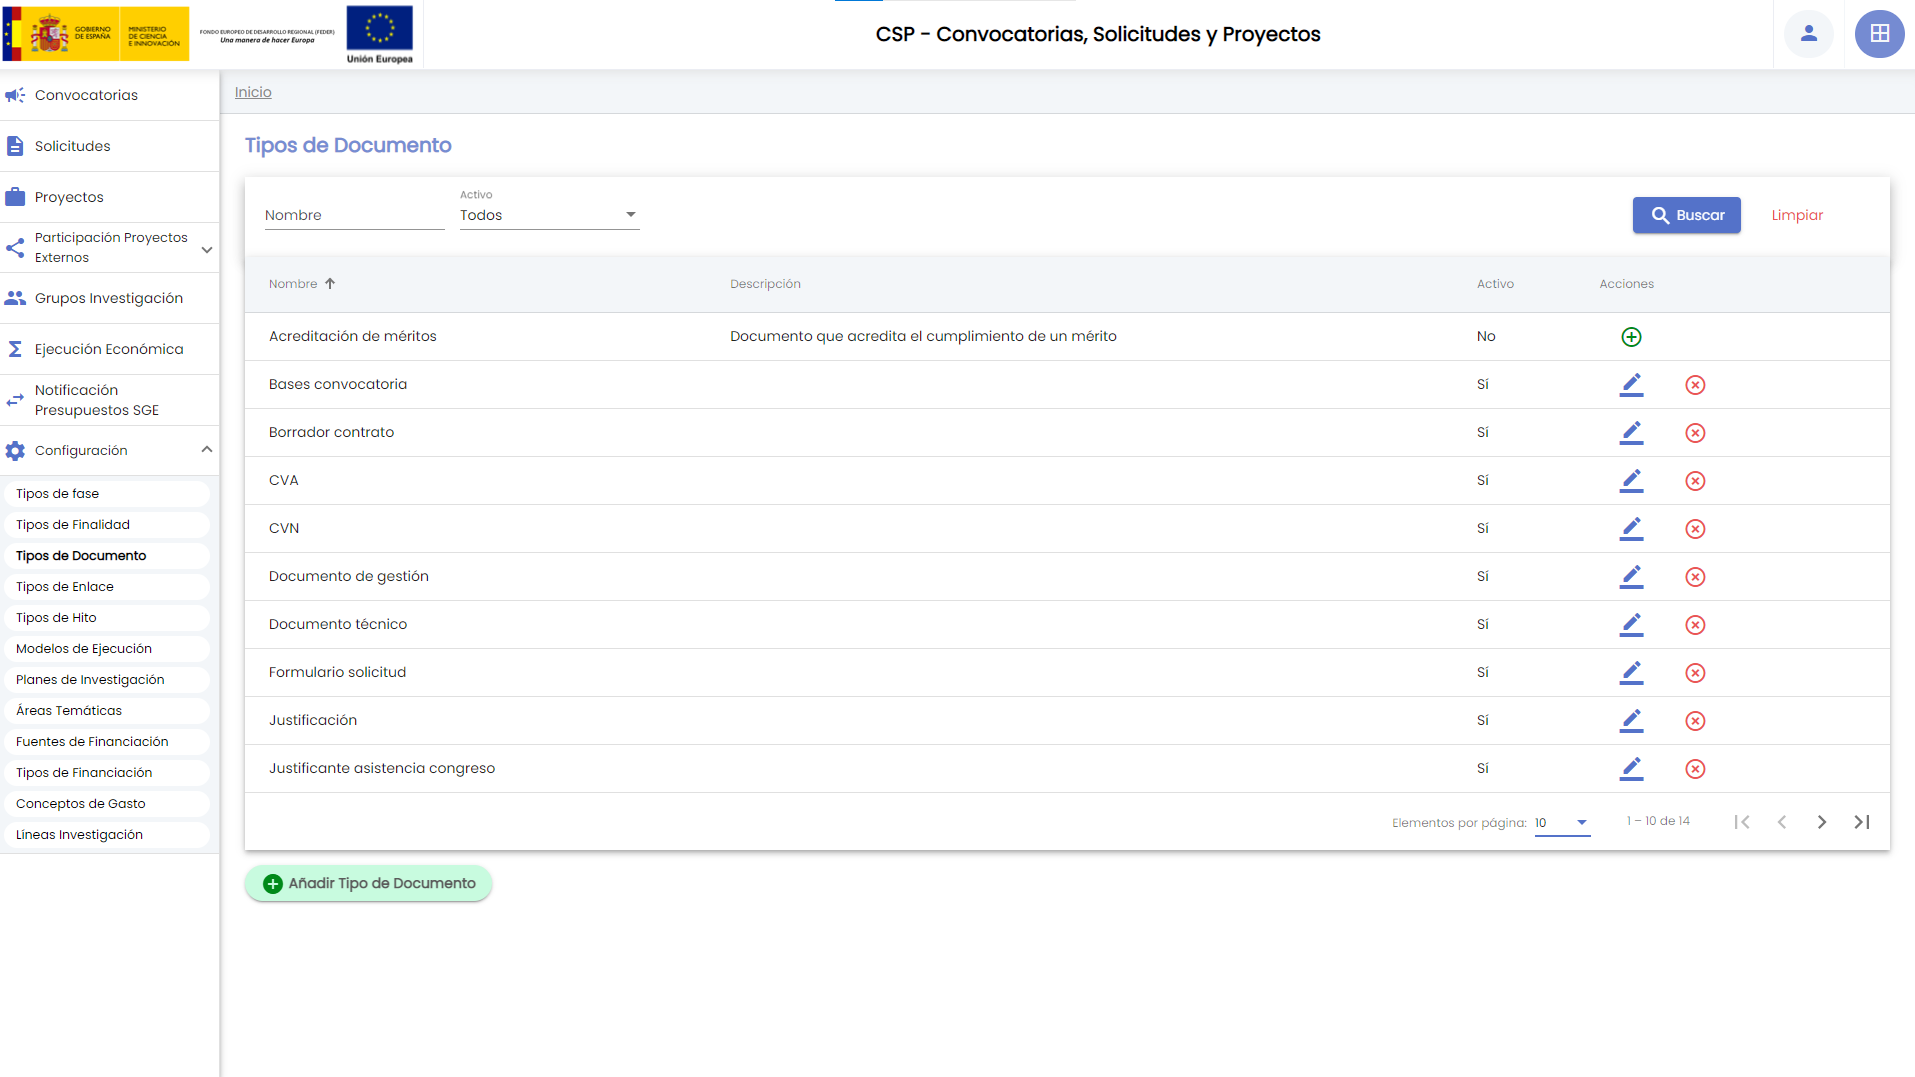 GOBIERNO
DE ESPAÑA
MINISTERIO
DE CIENCIA
E INNOVACIÓN
FONDO EUROPEO DE DESARROLLO REGIONAL (FEDER)
Una manera de hacer Europa
Unión Europea
CSP - Convocatorias, Solicitudes y Proyectos
Convocatorias
Solicitudes
Proyectos
Participación Proyectos
Externos
Grupos Investigación
Ejecución Económica
Notificación
Presupuestos SGE
Configuración
Tipos de fase
Tipos de Finalidad
Tipos de Documento
Tipos de Enlace
Tipos de Hito
Modelos de Ejecución
Planes de Investigación
Áreas Temáticas
Fuentes de Financiación
Tipos de Financiación
Conceptos de Gasto
Líneas Investigación
Inicio
Tipos de Documento
Nombre
Activo
Todos
Buscar
Limpiar
Nombre Descripción Activo Acciones
Acreditación de méritos Documento que acredita el cumplimiento de un mérito No
Bases convocatoria Sí
Borrador contrato Sí
CVA Sí
CVN Sí
Documento de gestión Sí
Documento técnico Sí
Formulario solicitud Sí
Justificación Sí
Justificante asistencia congreso Sí
Elementos por página: 10 1 – 10 de 14
Añadir Tipo de Documento